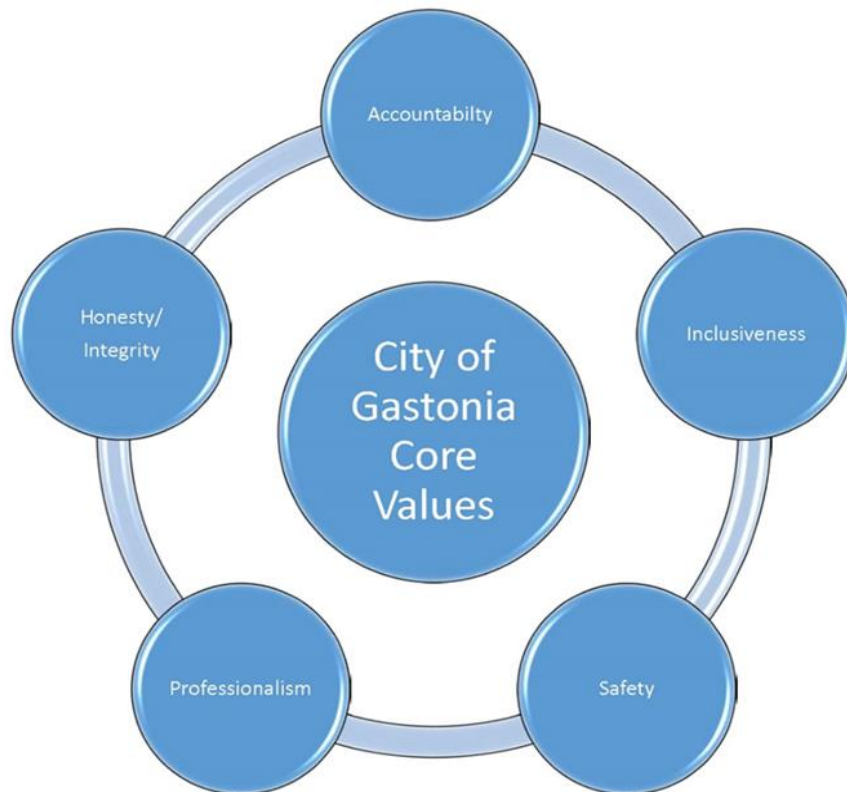 Accountabilty
Honesty/
Integrity
Inclusiveness
City of
Gastonia
Core
Values
Professionalism
Safety